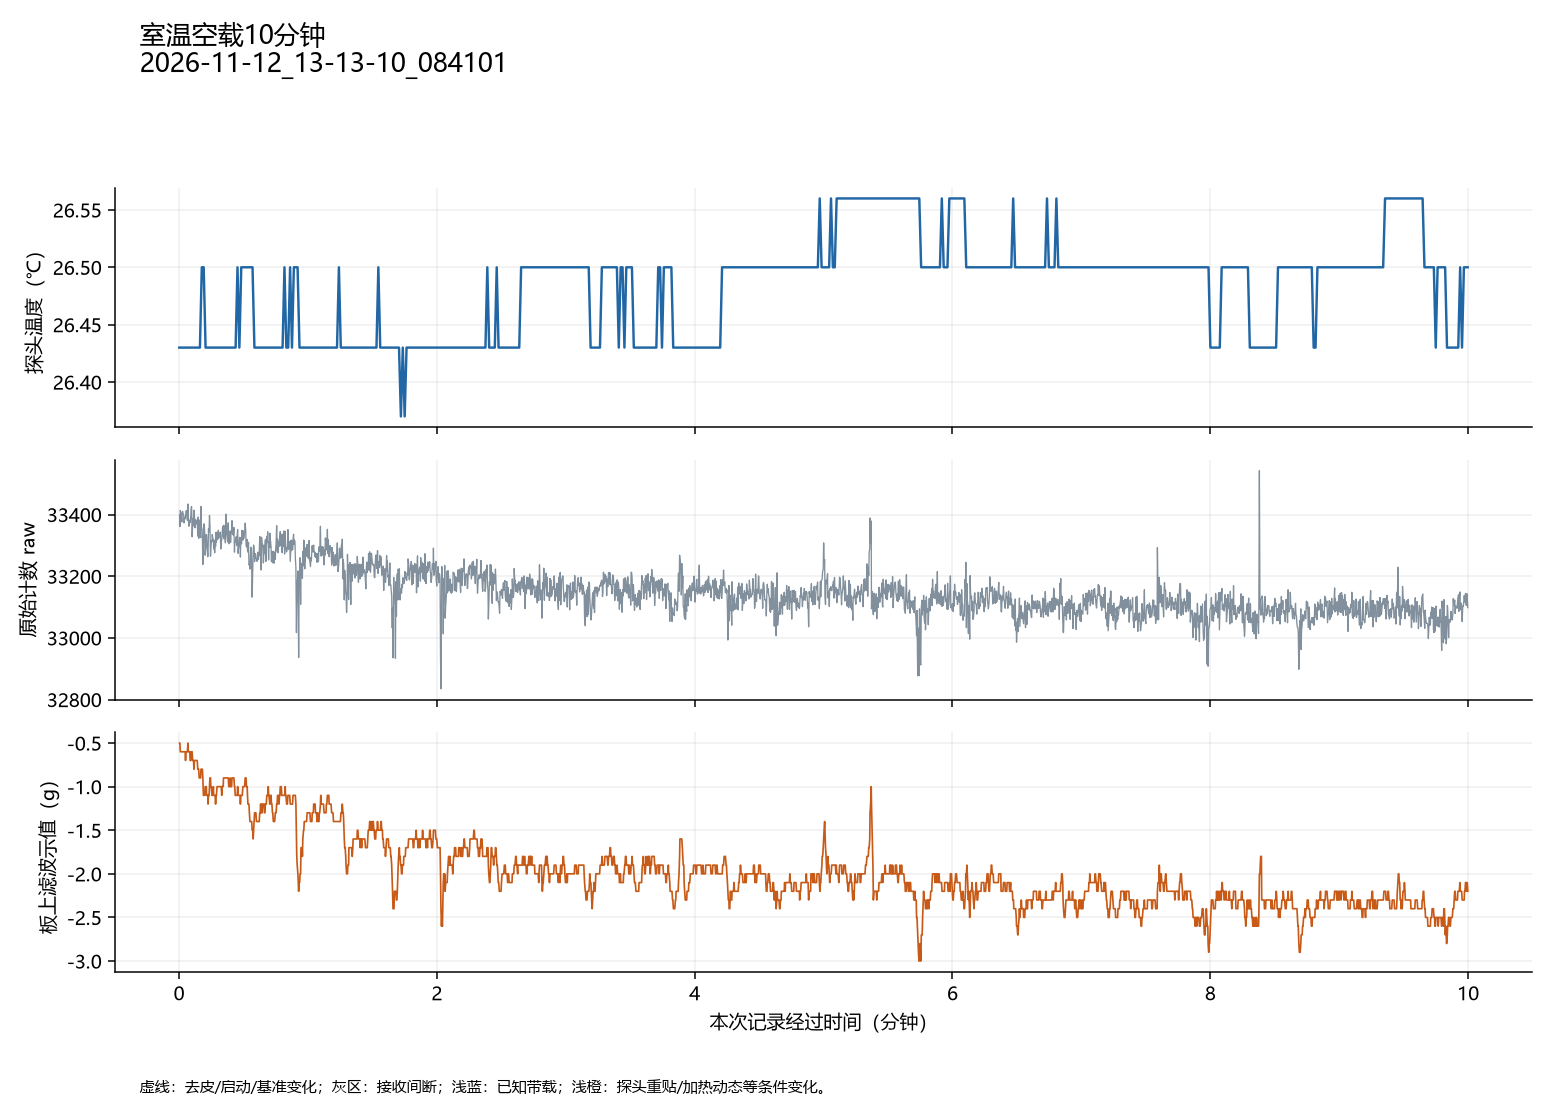 室温空载10分钟
2026-11-12_13-13-10_084101
探头温度（℃）
26.55
26.50
26.45
26.40
原始计数 raw
33400
33200
33000
32800
板上滤波示值（g）
-0.5
-1.0
-1.5
-2.0
-2.5
-3.0
0 2 4 6 8 10
本次记录经过时间（分钟）
虚线：去皮/启动/基准变化；灰区：接收间断；浅蓝：已知带载；浅橙：探头重贴/加热动态等条件变化。